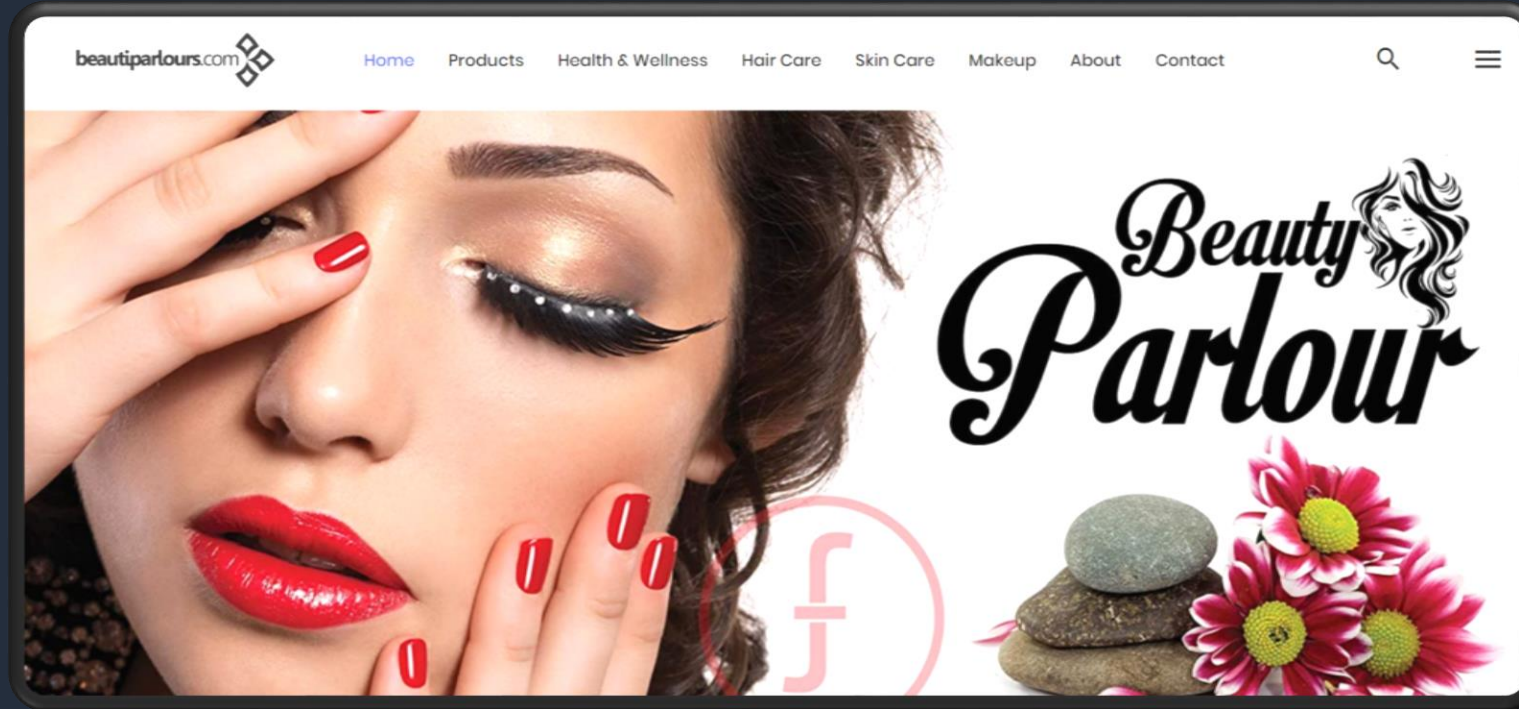 beautiparlours.com
Home Products Health & Wellness Hair Care Skin Care Makeup About Contact
Beauty
Parlour